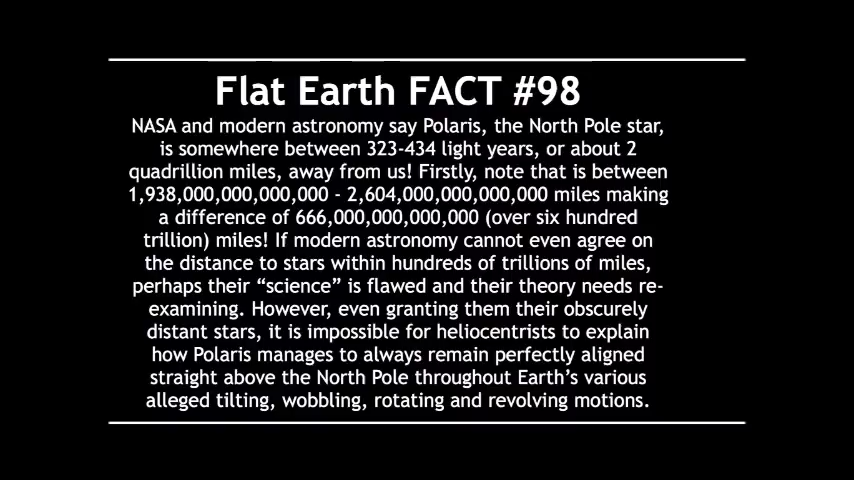 Flat Earth FACT #98
NASA and modern astronomy say Polaris, the North Pole star,
is somewhere between 323-434 light years, or about 2
quadrillion miles, away from us! Firstly, note that is between
1,938,000,000,000,000 - 2,604,000,000,000,000 miles making
a difference of 666,000,000,000,000 (over six hundred
trillion) miles! If modern astronomy cannot even agree on
the distance to stars within hundreds of trillions of miles,
perhaps their “science” is flawed and their theory needs re-
examining. However, even granting them their obscurely
distant stars, it is impossible for heliocentrists to explain
how Polaris manages to always remain perfectly aligned
straight above the North Pole throughout Earth’s various
alleged tilting, wobbling, rotating and revolving motions.